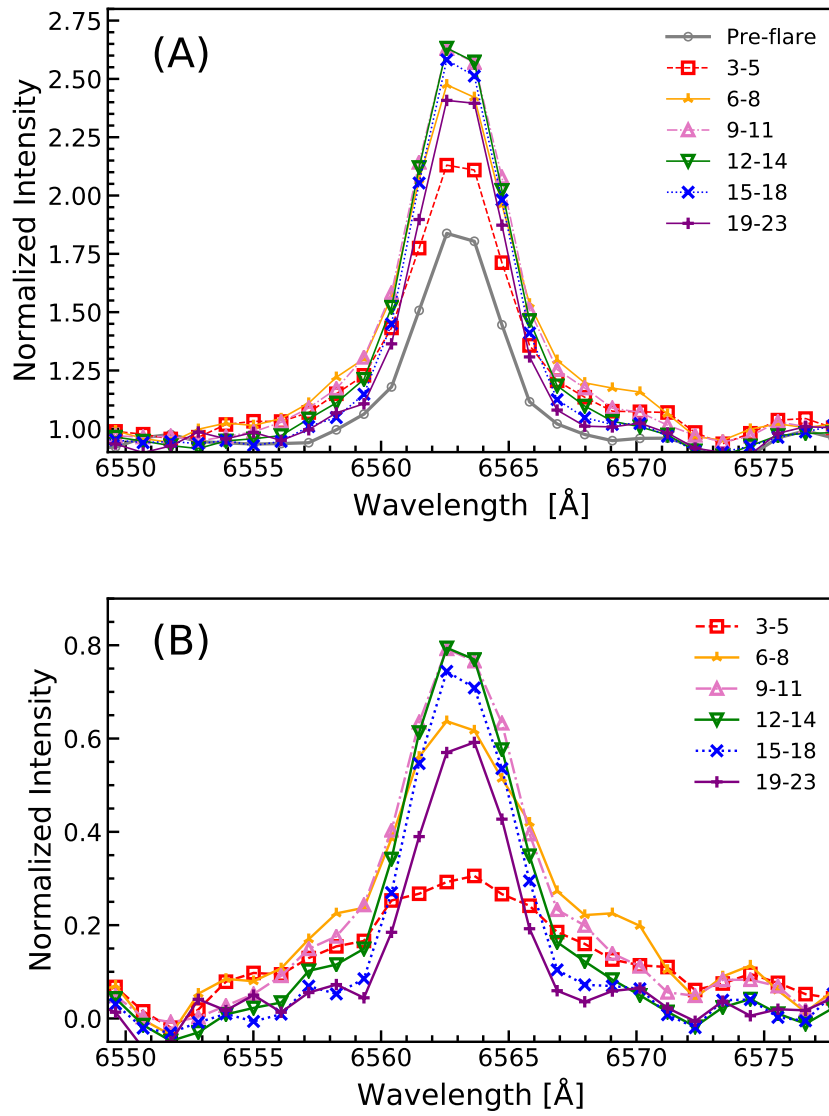 (A)
2.75
2.50
2.25
2.00
1.75
1.50
1.25
1.00
Normalized Intensity
Pre-flare
3-5
6-8
9-11
12-14
15-18
19-23
6550 6555 6560 6565 6570 6575
Wavelength [Å]
(B)
0.8
0.6
0.4
0.2
0.0
Normalized Intensity
3-5
6-8
9-11
12-14
15-18
19-23
6550 6555 6560 6565 6570 6575
Wavelength [Å]